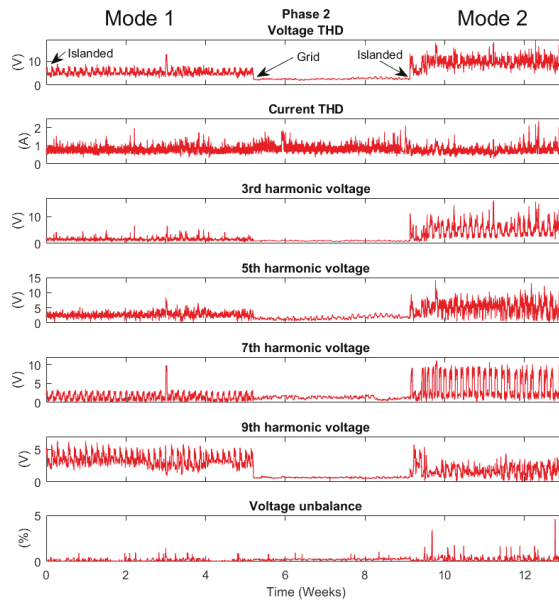 Mode 1
Phase 2
Mode 2
Voltage THD
Islanded
Grid
Islanded
(V)
10
0
Current THD
(A)
2
1
0
3rd harmonic voltage
(V)
10
0
5th harmonic voltage
(V)
15
10
5
0
7th harmonic voltage
(V)
10
5
0
9th harmonic voltage
(V)
5
0
Voltage unbalance
(%)
5
0
0 2 4 6 8 10 12
Time (Weeks)